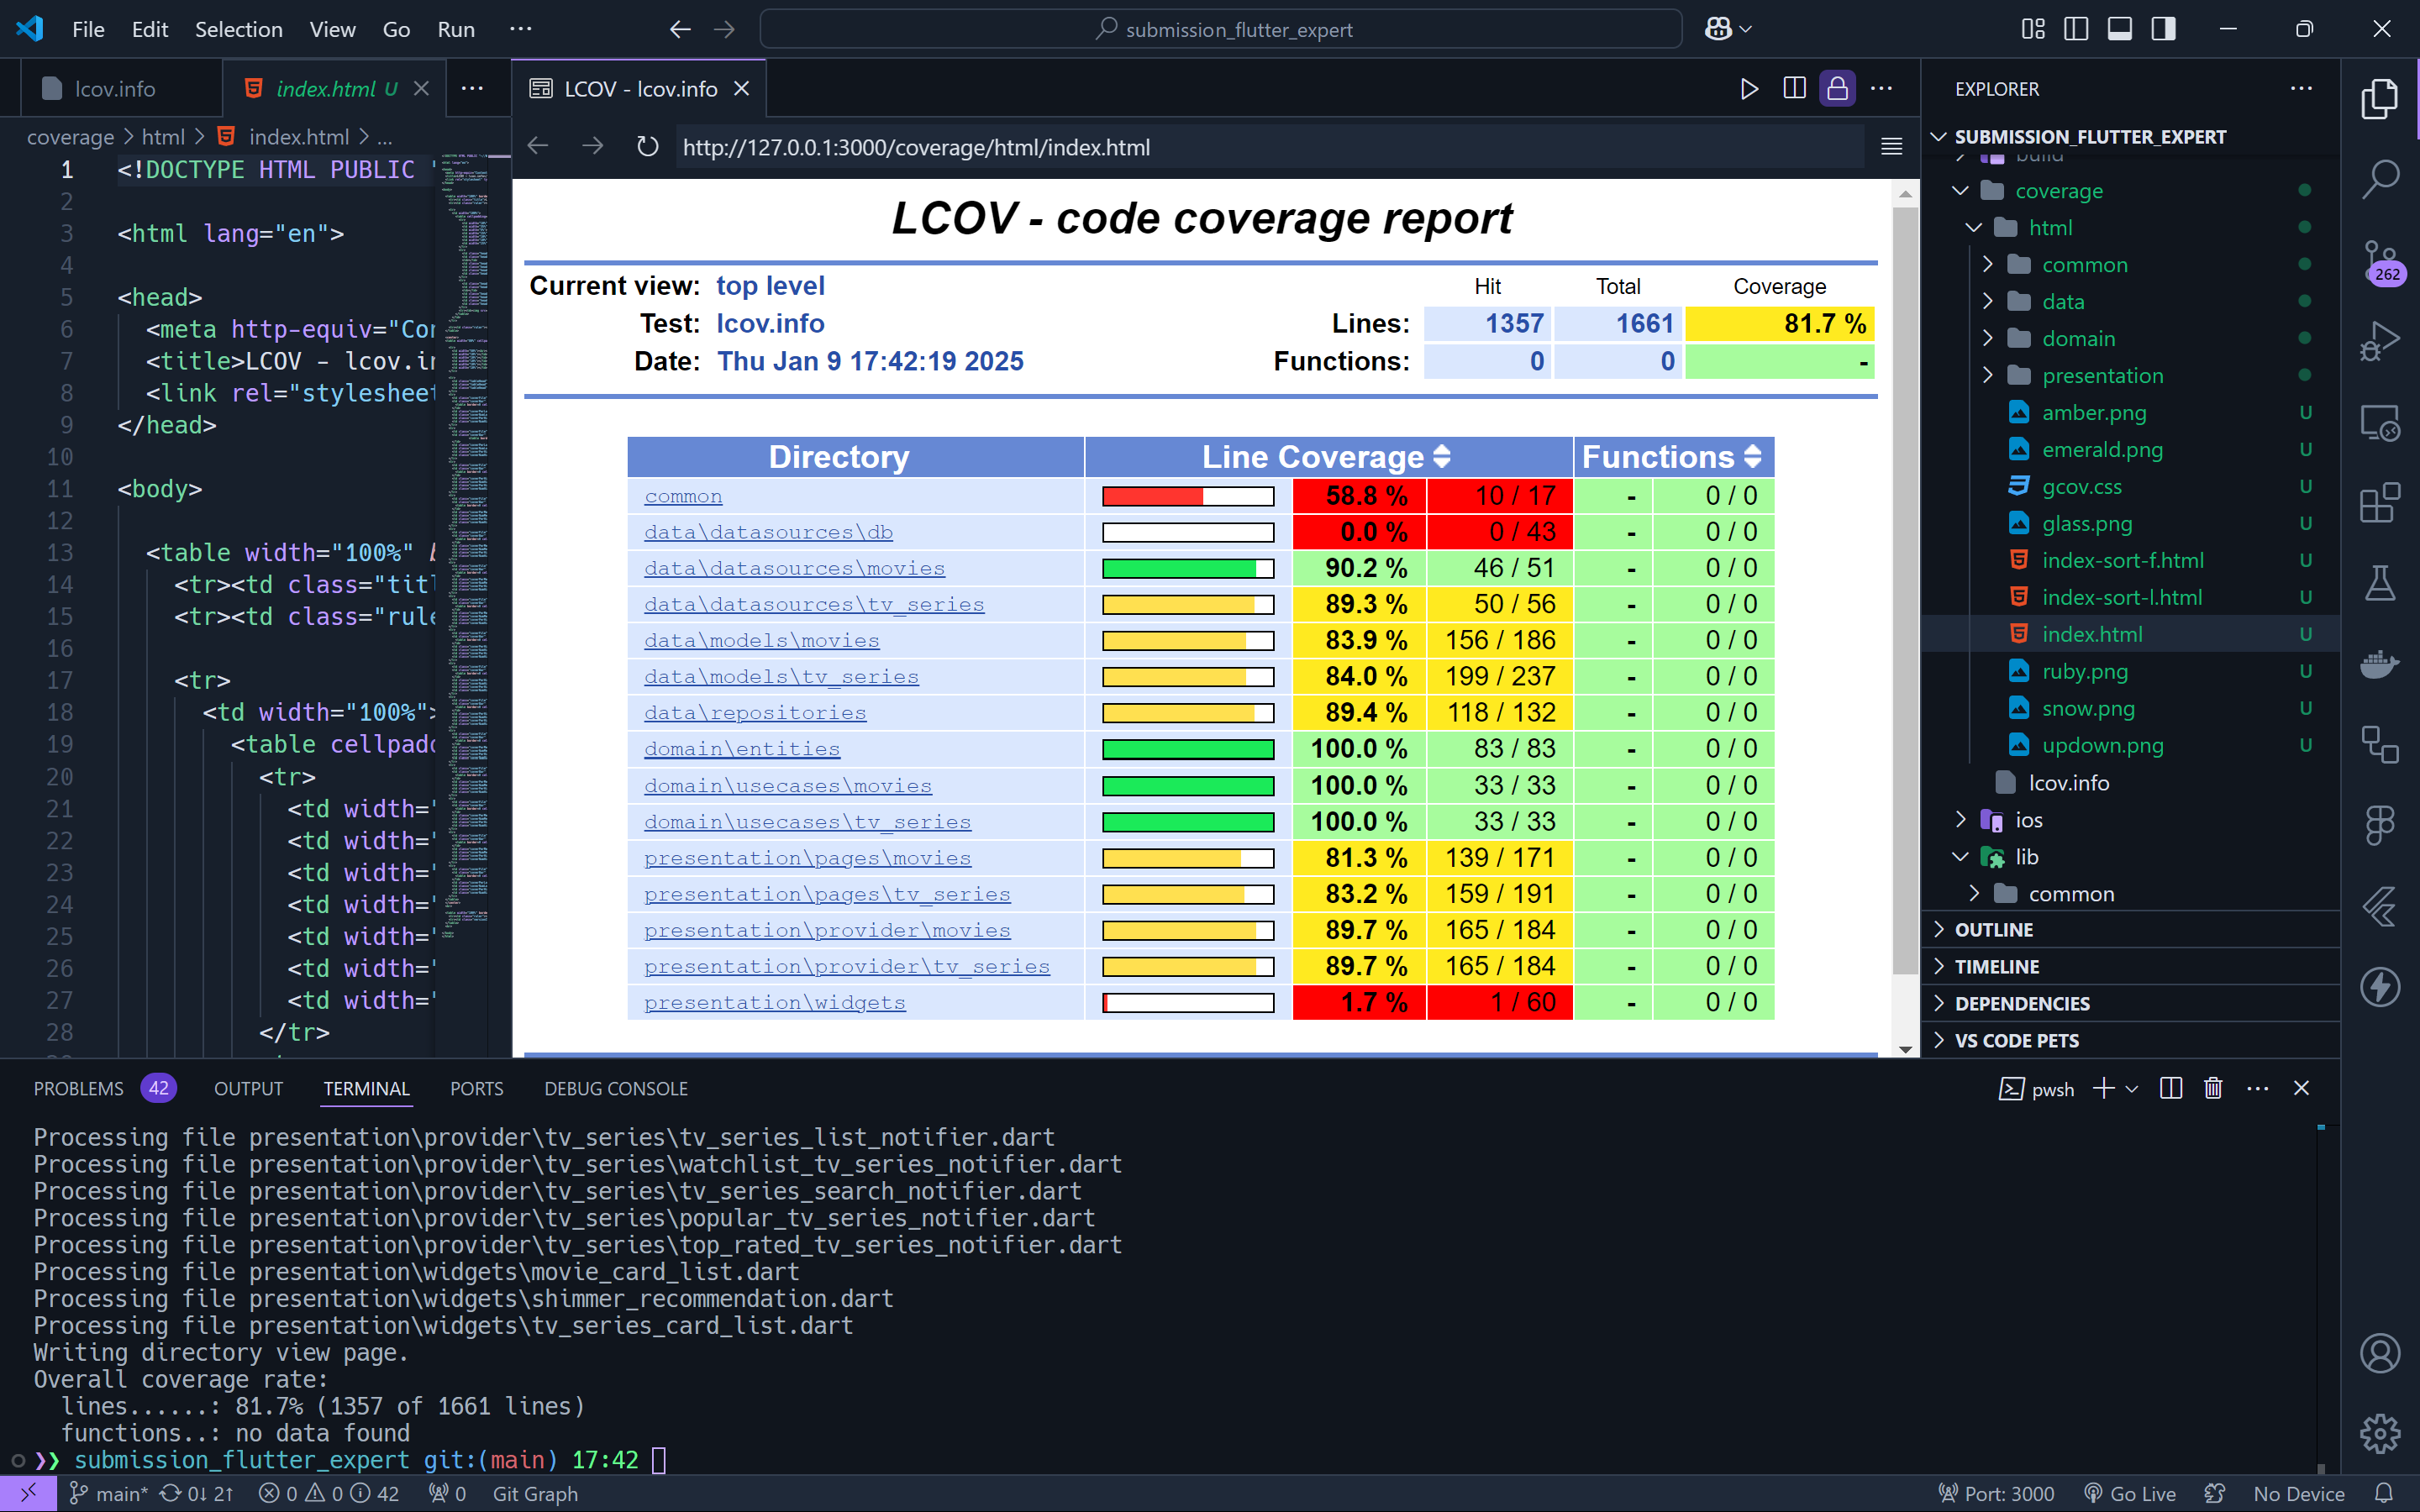 File Edit Selection View Go Run ...
submission_flutter_expert
lcov.info
index.html U
...
coverage > html > index.html > ...
1 <!DOCTYPE HTML PUBLIC "
2
3 <html lang="en">
4
5 <head>
6 <meta http-equiv="Con
7 <title>LCOV - lcov.in
8 <link rel="stylesheet
9 </head>
10
11 <body>
12
13 <table width="100%" b
14 <tr><td class="titl
15 <tr><td class="rule
16
17 <tr>
18 <td width="100%">
19 <table cellpadd
20 <tr>
21 <td width="
22 <td width="
23 <td width="
24 <td width="
25 <td width="
26 <td width="
27 <td width="
28 </tr>
LCOV - lcov.info
http://127.0.0.1:3000/coverage/html/index.html
LCOV - code coverage report
Current view: top level Hit Total Coverage
Test: lcov.info Lines: 1357 1661 81.7 %
Date: Thu Jan 9 17:42:19 2025 Functions: 0 0 -
Directory Line Coverage Functions
common 58.8 % 10 / 17 - 0 / 0
data\datasources\db 0.0 % 0 / 43 - 0 / 0
data\datasources\movies 90.2 % 46 / 51 - 0 / 0
data\datasources\tv_series 89.3 % 50 / 56 - 0 / 0
data\models\movies 83.9 % 156 / 186 - 0 / 0
data\models\tv_series 84.0 % 199 / 237 - 0 / 0
data\repositories 89.4 % 118 / 132 - 0 / 0
domain\entities 100.0 % 83 / 83 - 0 / 0
domain\usecases\movies 100.0 % 33 / 33 - 0 / 0
domain\usecases\tv_series 100.0 % 33 / 33 - 0 / 0
presentation\pages\movies 81.3 % 139 / 171 - 0 / 0
presentation\pages\tv_series 83.2 % 159 / 191 - 0 / 0
presentation\provider\movies 89.7 % 165 / 184 - 0 / 0
presentation\provider\tv_series 89.7 % 165 / 184 - 0 / 0
presentation\widgets 1.7 % 1 / 60 - 0 / 0
EXPLORER
SUBMISSION_FLUTTER_EXPERT
build
coverage
html
common
data
domain
presentation
amber.png U
emerald.png U
gcov.css U
glass.png U
index-sort-f.html U
index-sort-l.html U
index.html U
ruby.png U
snow.png U
updown.png U
lcov.info
ios
lib
common
OUTLINE
TIMELINE
DEPENDENCIES
VS CODE PETS
262
PROBLEMS 42 OUTPUT TERMINAL PORTS DEBUG CONSOLE
pwsh
Processing file presentation\provider\tv_series\tv_series_list_notifier.dart
Processing file presentation\provider\tv_series\watchlist_tv_series_notifier.dart
Processing file presentation\provider\tv_series\tv_series_search_notifier.dart
Processing file presentation\provider\tv_series\popular_tv_series_notifier.dart
Processing file presentation\provider\tv_series\top_rated_tv_series_notifier.dart
Processing file presentation\widgets\movie_card_list.dart
Processing file presentation\widgets\shimmer_recommendation.dart
Processing file presentation\widgets\tv_series_card_list.dart
Writing directory view page.
Overall coverage rate:
lines......: 81.7% (1357 of 1661 lines)
functions..: no data found
❯❯ submission_flutter_expert git:(main) 17:42
main* 0↓ 2↑ 0 0 42 0 Git Graph
Port: 3000 Go Live No Device